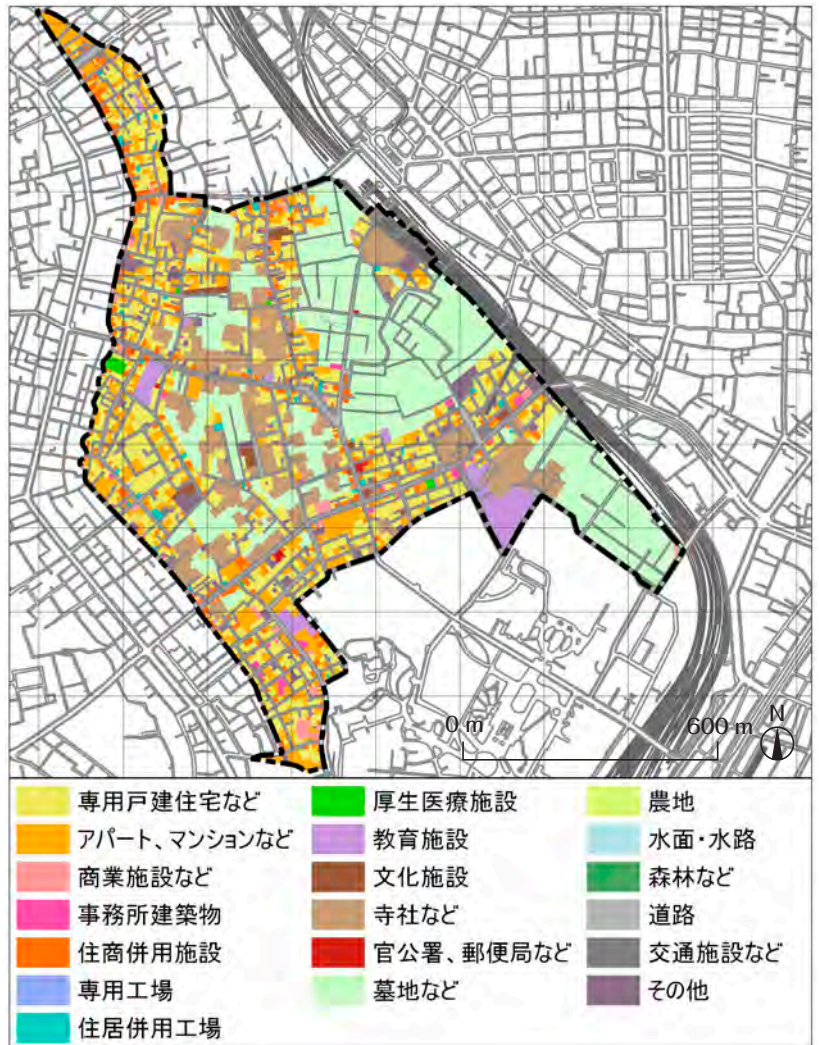 0 m
600 m
N
専用戸建住宅など
アパート、マンションなど
商業施設など
事務所建築物
住商併用施設
専用工場
住居併用工場
厚生医療施設
教育施設
文化施設
寺社など
官公署、郵便局など
墓地など
農地
水面・水路
森林など
道路
交通施設など
その他